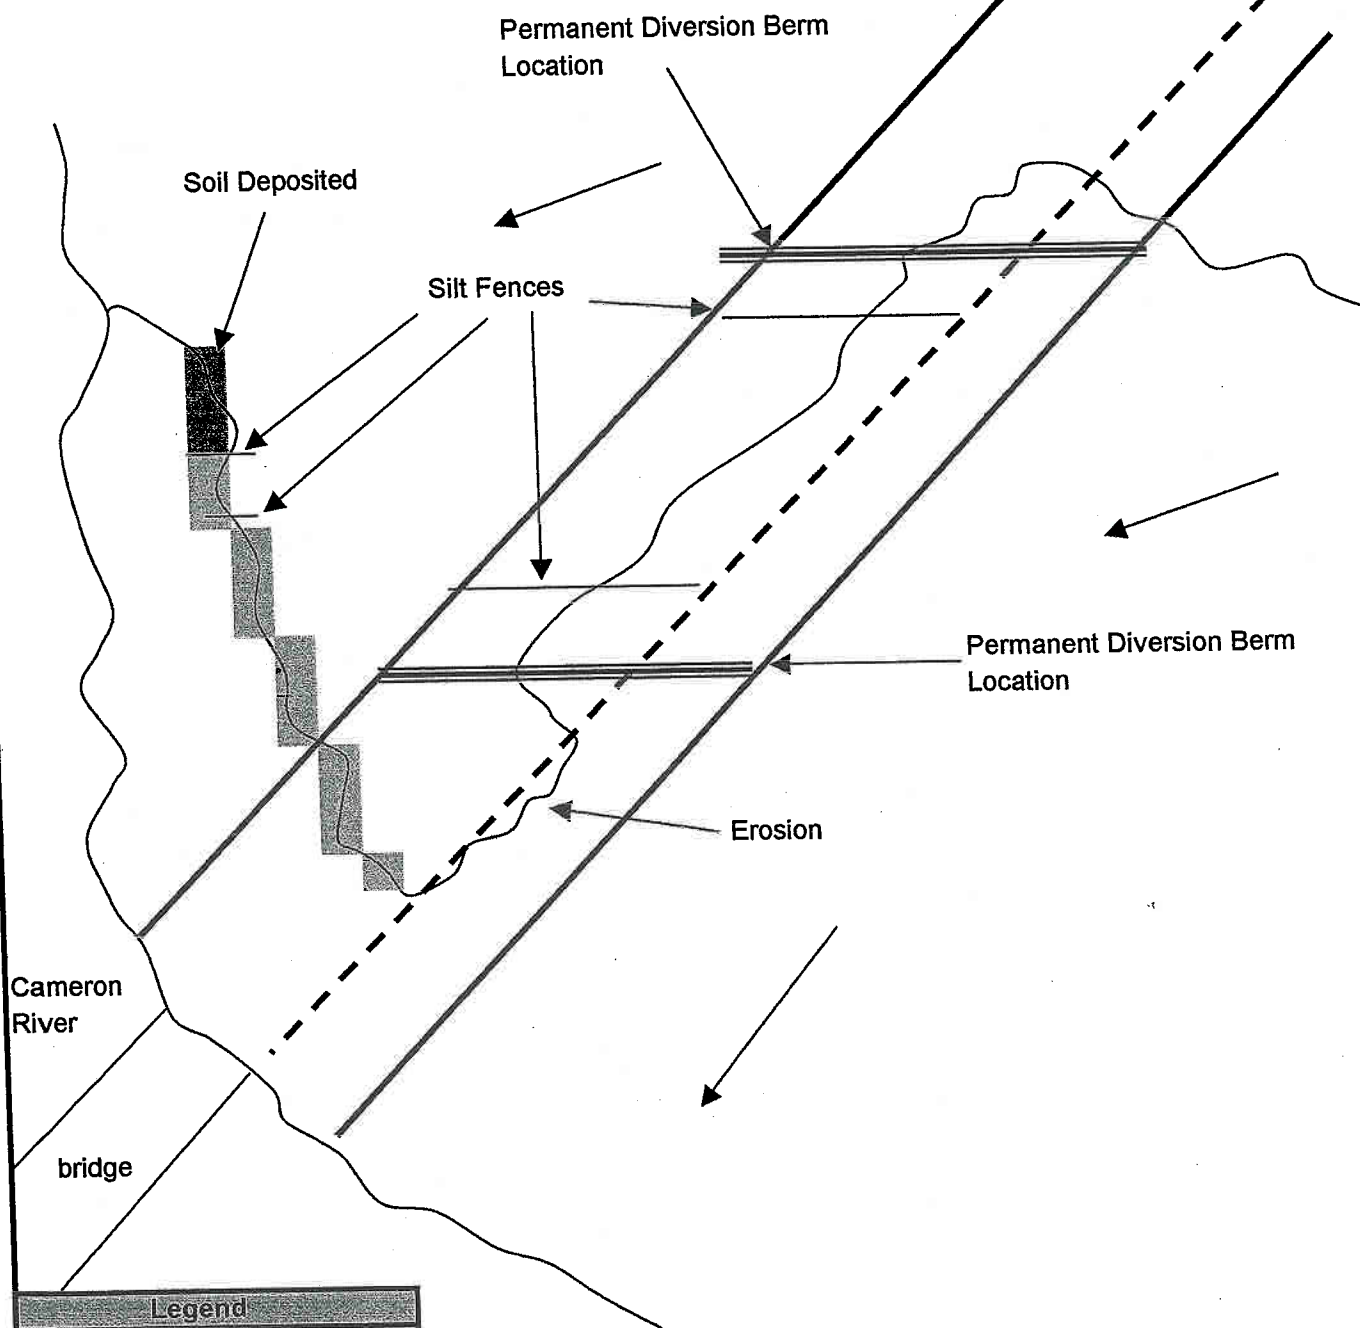 Permanent Diversion Berm
Location
Soil Deposited
Silt Fences
Permanent Diversion Berm
Location
Erosion
Cameron
River
bridge
Legend